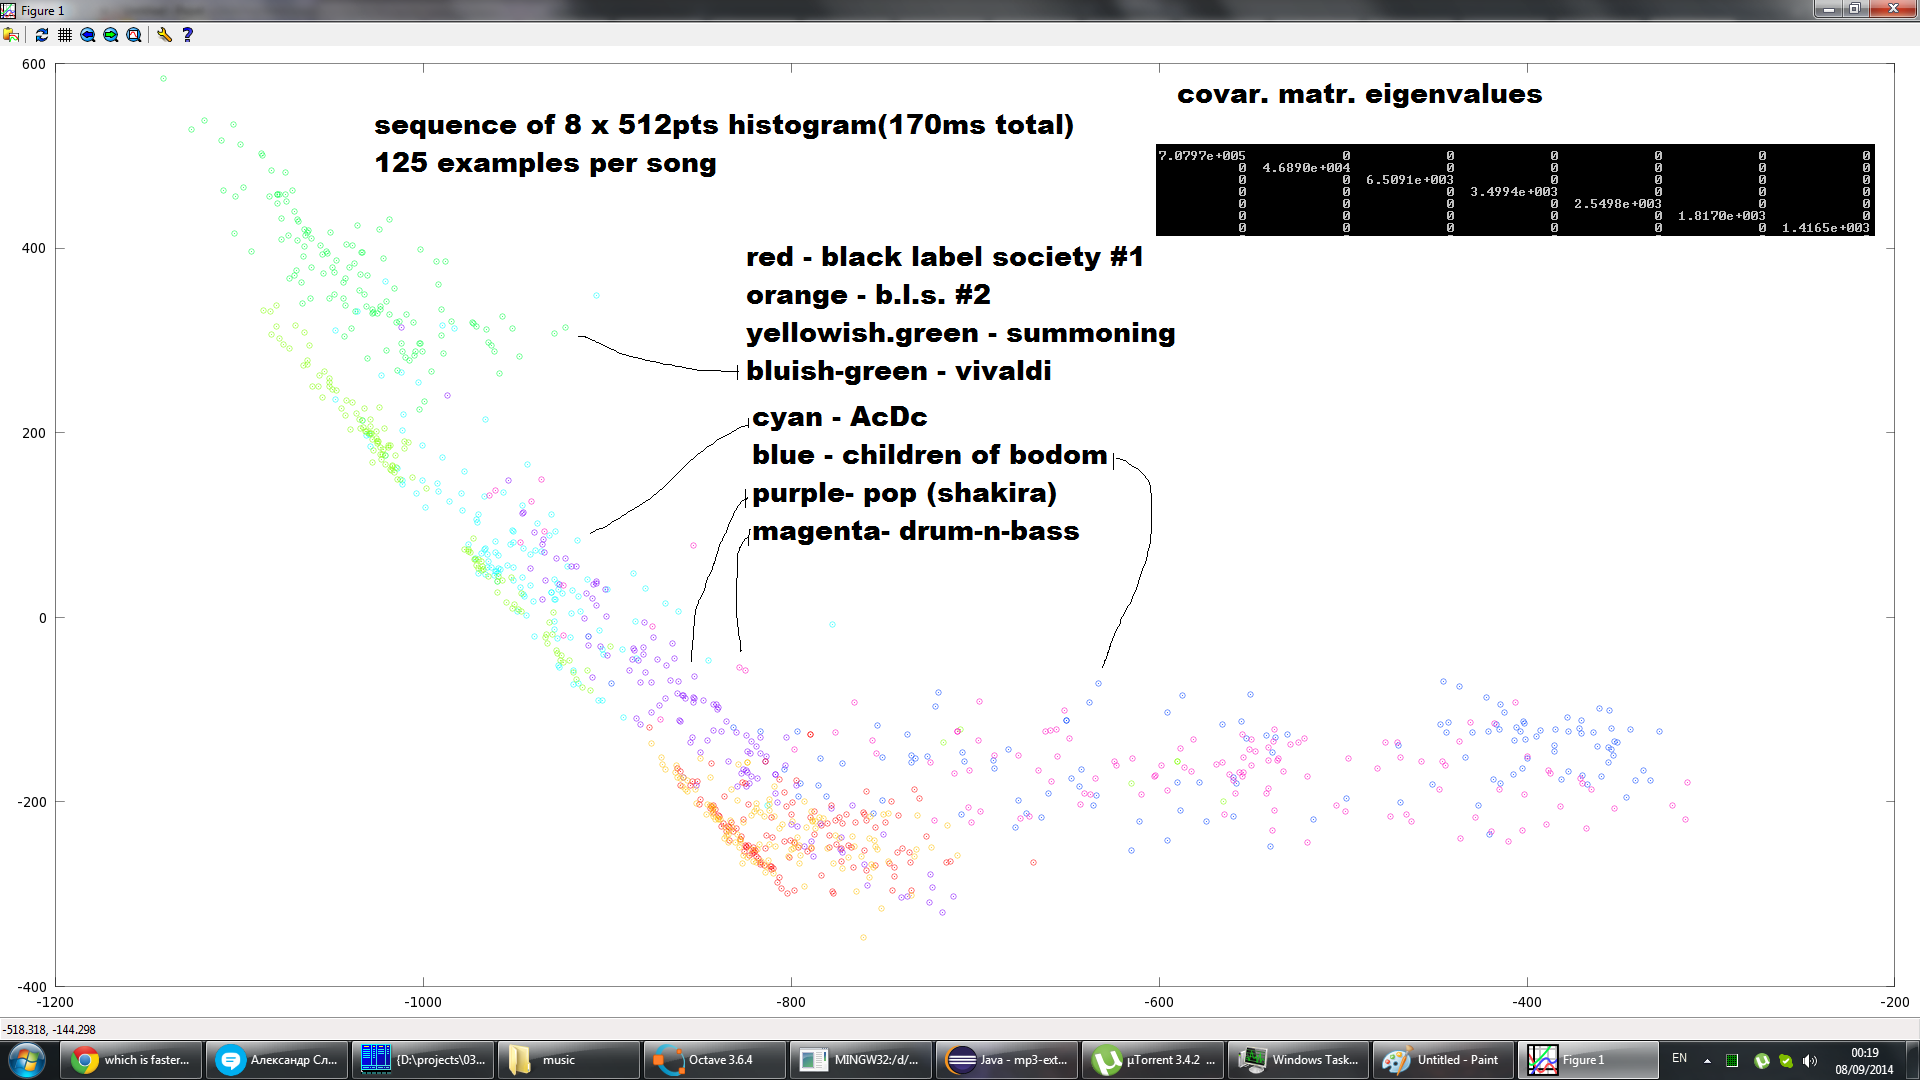 Figure 1
600
400
200
0
-200
-400
-1200
-1000
-800
-600
-400
-200
sequence of 8 x 512pts histogram(170ms total)
125 examples per song
covar. matr. eigenvalues
7.0797e+005 0 0 0 0 0 0
0 4.6890e+004 0 0 0 0 0
0 0 6.5091e+003 0 0 0 0
0 0 0 3.4994e+003 0 0 0
0 0 0 0 2.5498e+003 0 0
0 0 0 0 0 1.8170e+003 0
0 0 0 0 0 0 1.4165e+003
red - black label society #1
orange - b.l.s. #2
yellowish.green - summoning
bluish-green - vivaldi
cyan - AcDc
blue - children of bodom
purple- pop (shakira)
magenta- drum-n-bass
-518.318, -144.298
which is faster...
Александр Сл...
{D:\projects\03...
music
Octave 3.6.4
MINGW32:/d/...
Java - mp3-ext...
µTorrent 3.4.2 ...
Windows Task...
Untitled - Paint
Figure 1
EN
00:19
08/09/2014